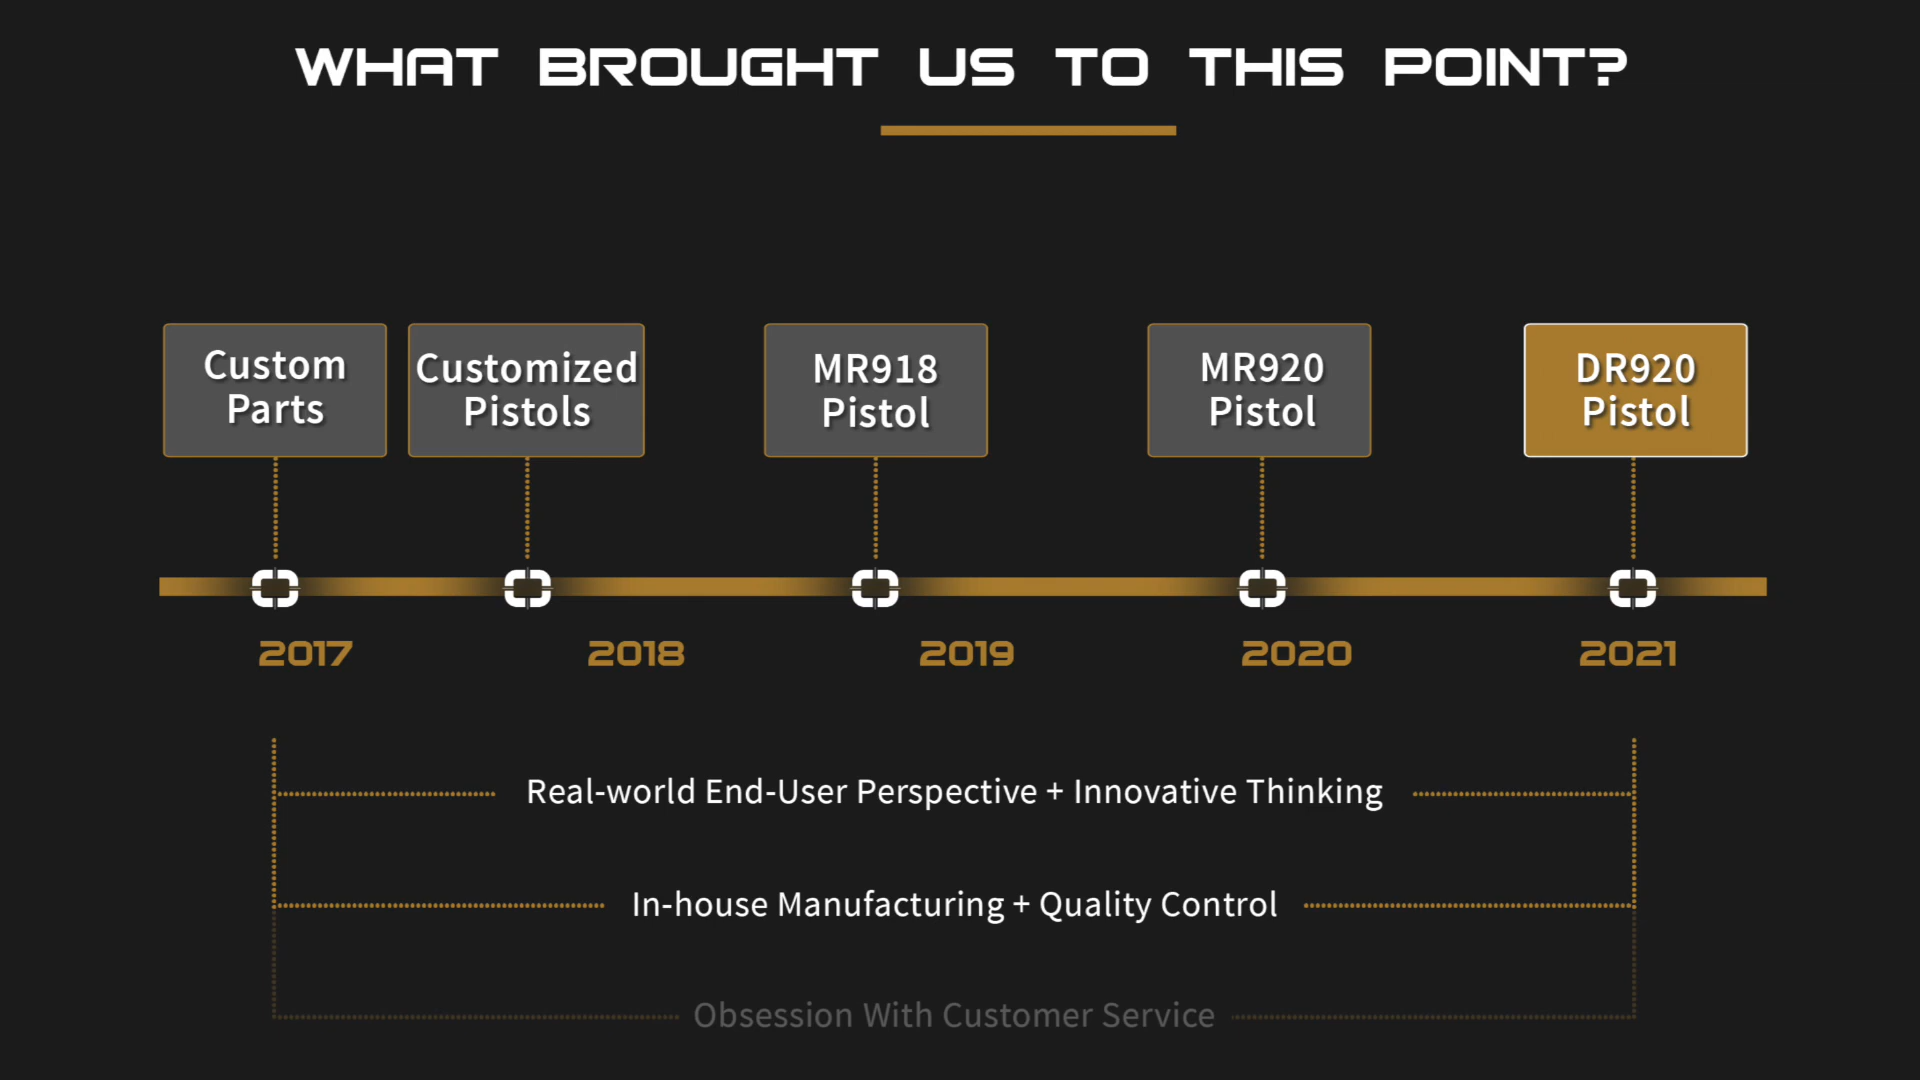 WHAT BROUGHT US TO THIS POINT?
Custom
Parts
Customized
Pistols
MR918
Pistol
MR920
Pistol
DR920
Pistol
2017
2018
2019
2020
2021
Real-world End-User Perspective + Innovative Thinking
In-house Manufacturing + Quality Control
Obsession With Customer Service